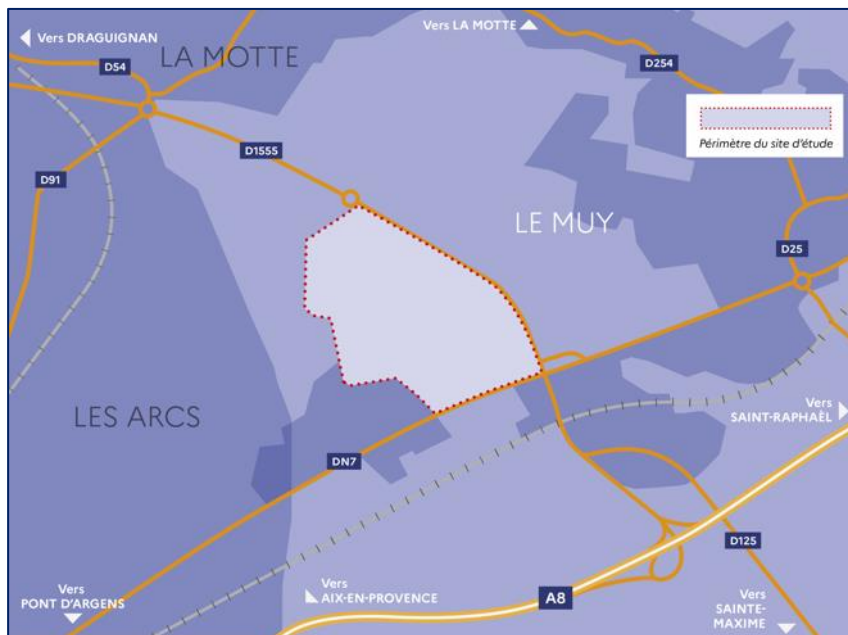 Vers LA MOTTE
Vers DRAGUIGNAN
LA MOTTE
D54
D254
D1555
Périmètre du site d'étude
D91
LE MUY
D25
LES ARCS
Vers
SAINT-RAPHAËL
DN7
D125
Vers
PONT D'ARGENS
Vers
AIX-EN-PROVENCE
A8
Vers
SAINTE-
MAXIME